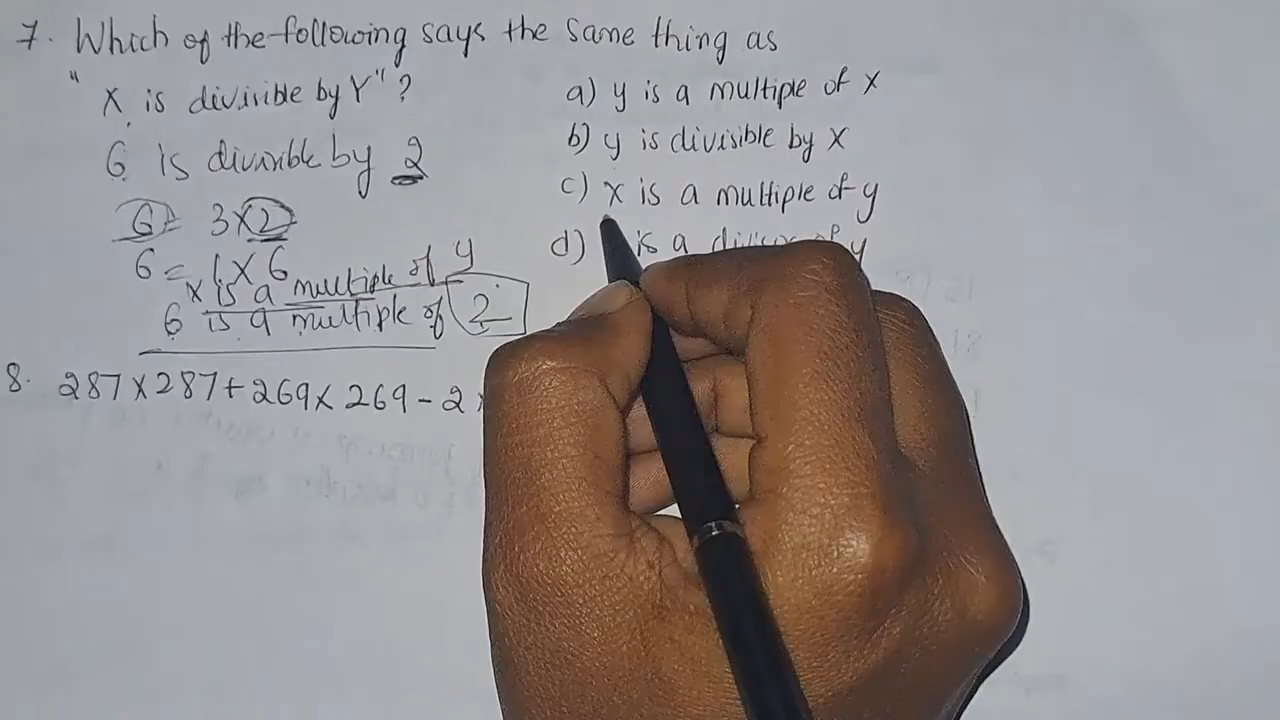 7. Which of the following says the same thing as
"X is divisible by Y"?
6 is divisible by 2
6 = 3×2
6 = 1×6
x is a multiple of y
6 is a multiple of 2
a) y is a multiple of x
b) y is divisible by x
c) x is a multiple of y
d) is a of y
8. 287×287+269×269-2